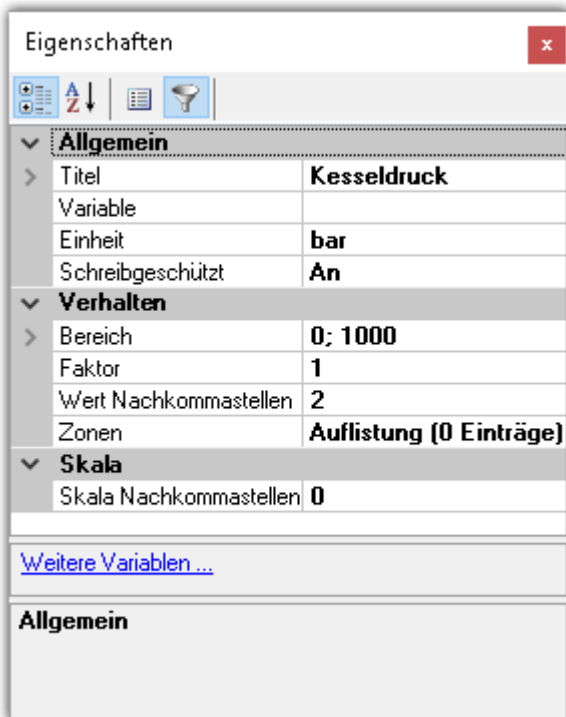 Eigenschaften
Allgemein
Titel Kesseldruck
Variable
Einheit bar
Schreibgeschützt An
Verhalten
Bereich 0; 1000
Faktor 1
Wert Nachkommastellen 2
Zonen Auflistung (0 Einträge)
Skala
Skala Nachkommastellen 0
Weitere Variablen ...
Allgemein